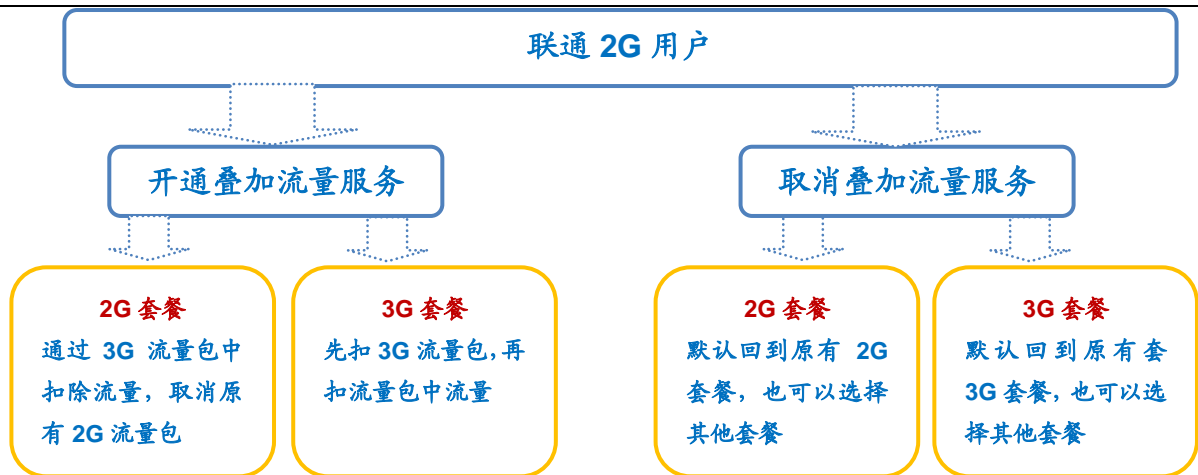 联通 2G 用户
开通叠加流量服务
取消叠加流量服务
2G 套餐
通过 3G 流量包中
扣除流量，取消原
有 2G 流量包
3G 套餐
先扣 3G 流量包，再
扣流量包中流量
2G 套餐
默认回到原有 2G
套餐，也可以选择
其他套餐
3G 套餐
默认回到原有套
3G 套餐，也可以选
择其他套餐